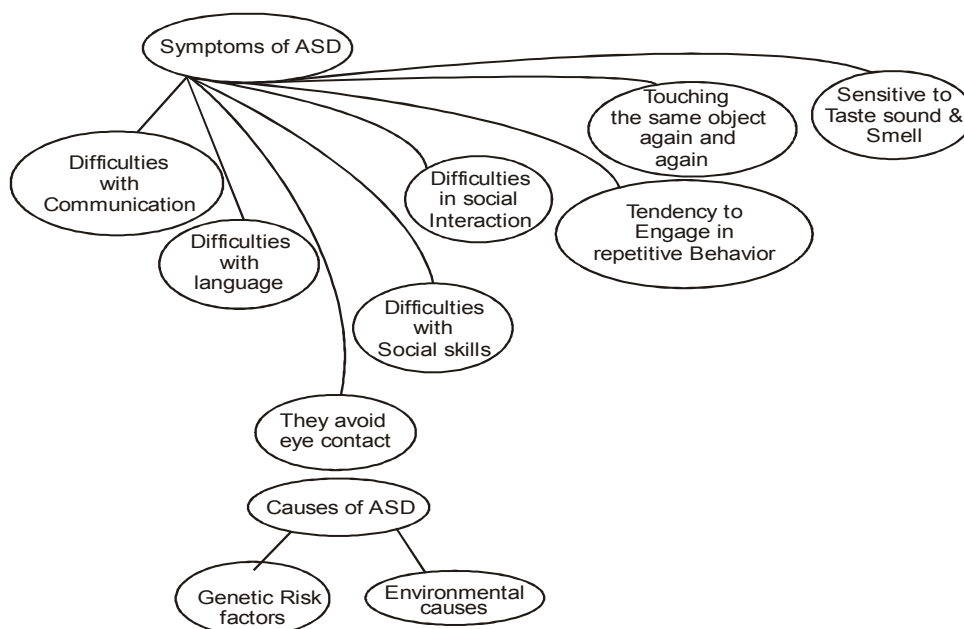 Symptoms of ASD
Difficulties
with
Communication
Difficulties
with
language
They avoid
eye contact
Difficulties
with
Social skills
Difficulties
in social
Interaction
Tendency to
Engage in
repetitive Behavior
Touching
the same object
again and
again
Sensitive to
Taste sound &
Smell
Causes of ASD
Genetic Risk
factors
Environmental
causes